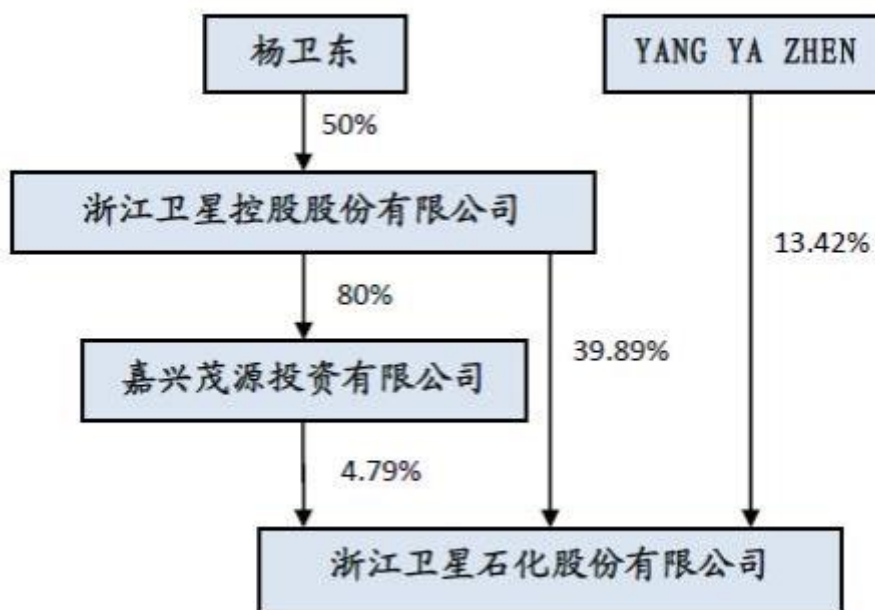 杨卫东
YANG YA ZHEN
50%
浙江卫星控股股份有限公司
13.42%
80%
39.89%
嘉兴茂源投资有限公司
4.79%
浙江卫星石化股份有限公司